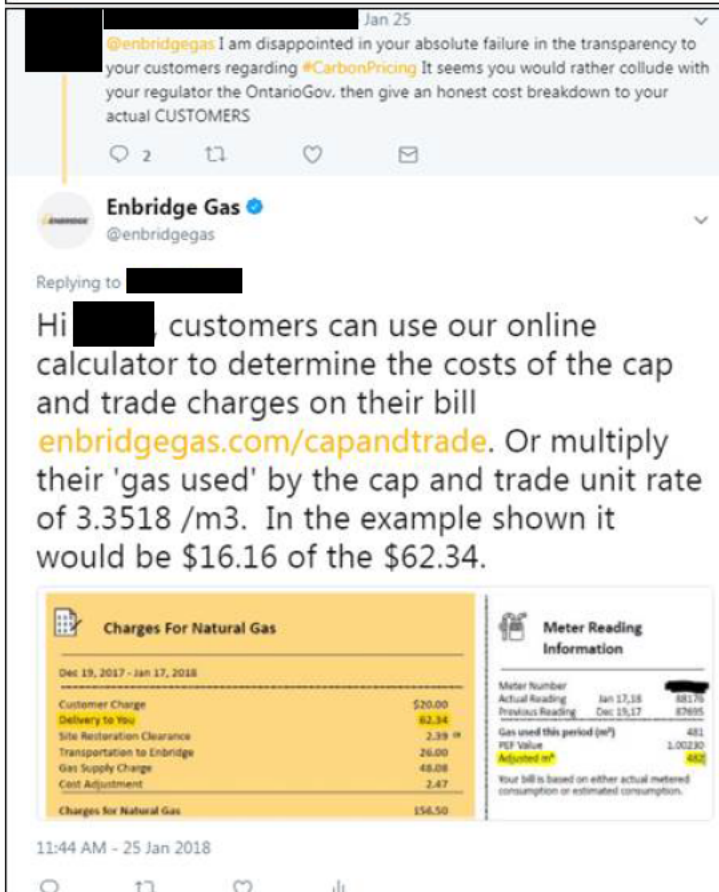 Jan 25
@enbridgegas I am disappointed in your absolute failure in the transparency to
your customers regarding #CarbonPricing It seems you would rather collude with
your regulator the OntarioGov. then give an honest cost breakdown to your
actual CUSTOMERS
2
Enbridge Gas
@enbridgegas
ENBRIDGE
Replying to
Hi , customers can use our online
calculator to determine the costs of the cap
and trade charges on their bill
enbridgegas.com/capandtrade. Or multiply
their 'gas used' by the cap and trade unit rate
of 3.3518 /m3. In the example shown it
would be $16.16 of the $62.34.
Charges For Natural Gas
Dec 19, 2017 - Jan 17, 2018
Customer Charge $20.00
Delivery to You 62.34
Site Restoration Clearance 2.39
Transportation to Enbridge 26.00
Gas Supply Charge 48.08
Cost Adjustment 2.47
Charges for Natural Gas $56.50
Meter Reading
Information
Meter Number
Actual Reading Jan 17,18 88176
Previous Reading Dec 19,17 87695
Gas used this period (m³) 481
PEF Value 1.00230
Adjusted m³ 482
Your bill is based on either actual metered
consumption or estimated consumption.
11:44 AM - 25 Jan 2018